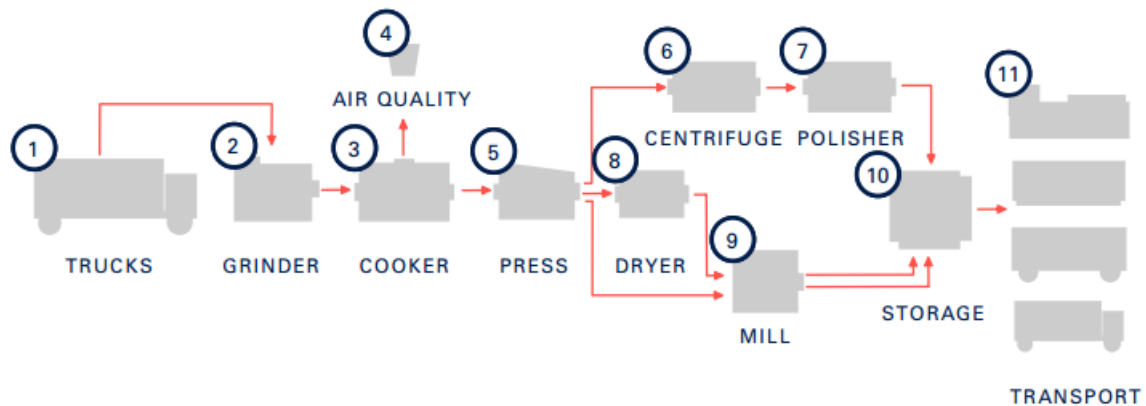 1
TRUCKS
2
GRINDER
3
COOKER
4
AIR QUALITY
5
PRESS
6
CENTRIFUGE
7
POLISHER
8
DRYER
9
MILL
10
STORAGE
11
TRANSPORT